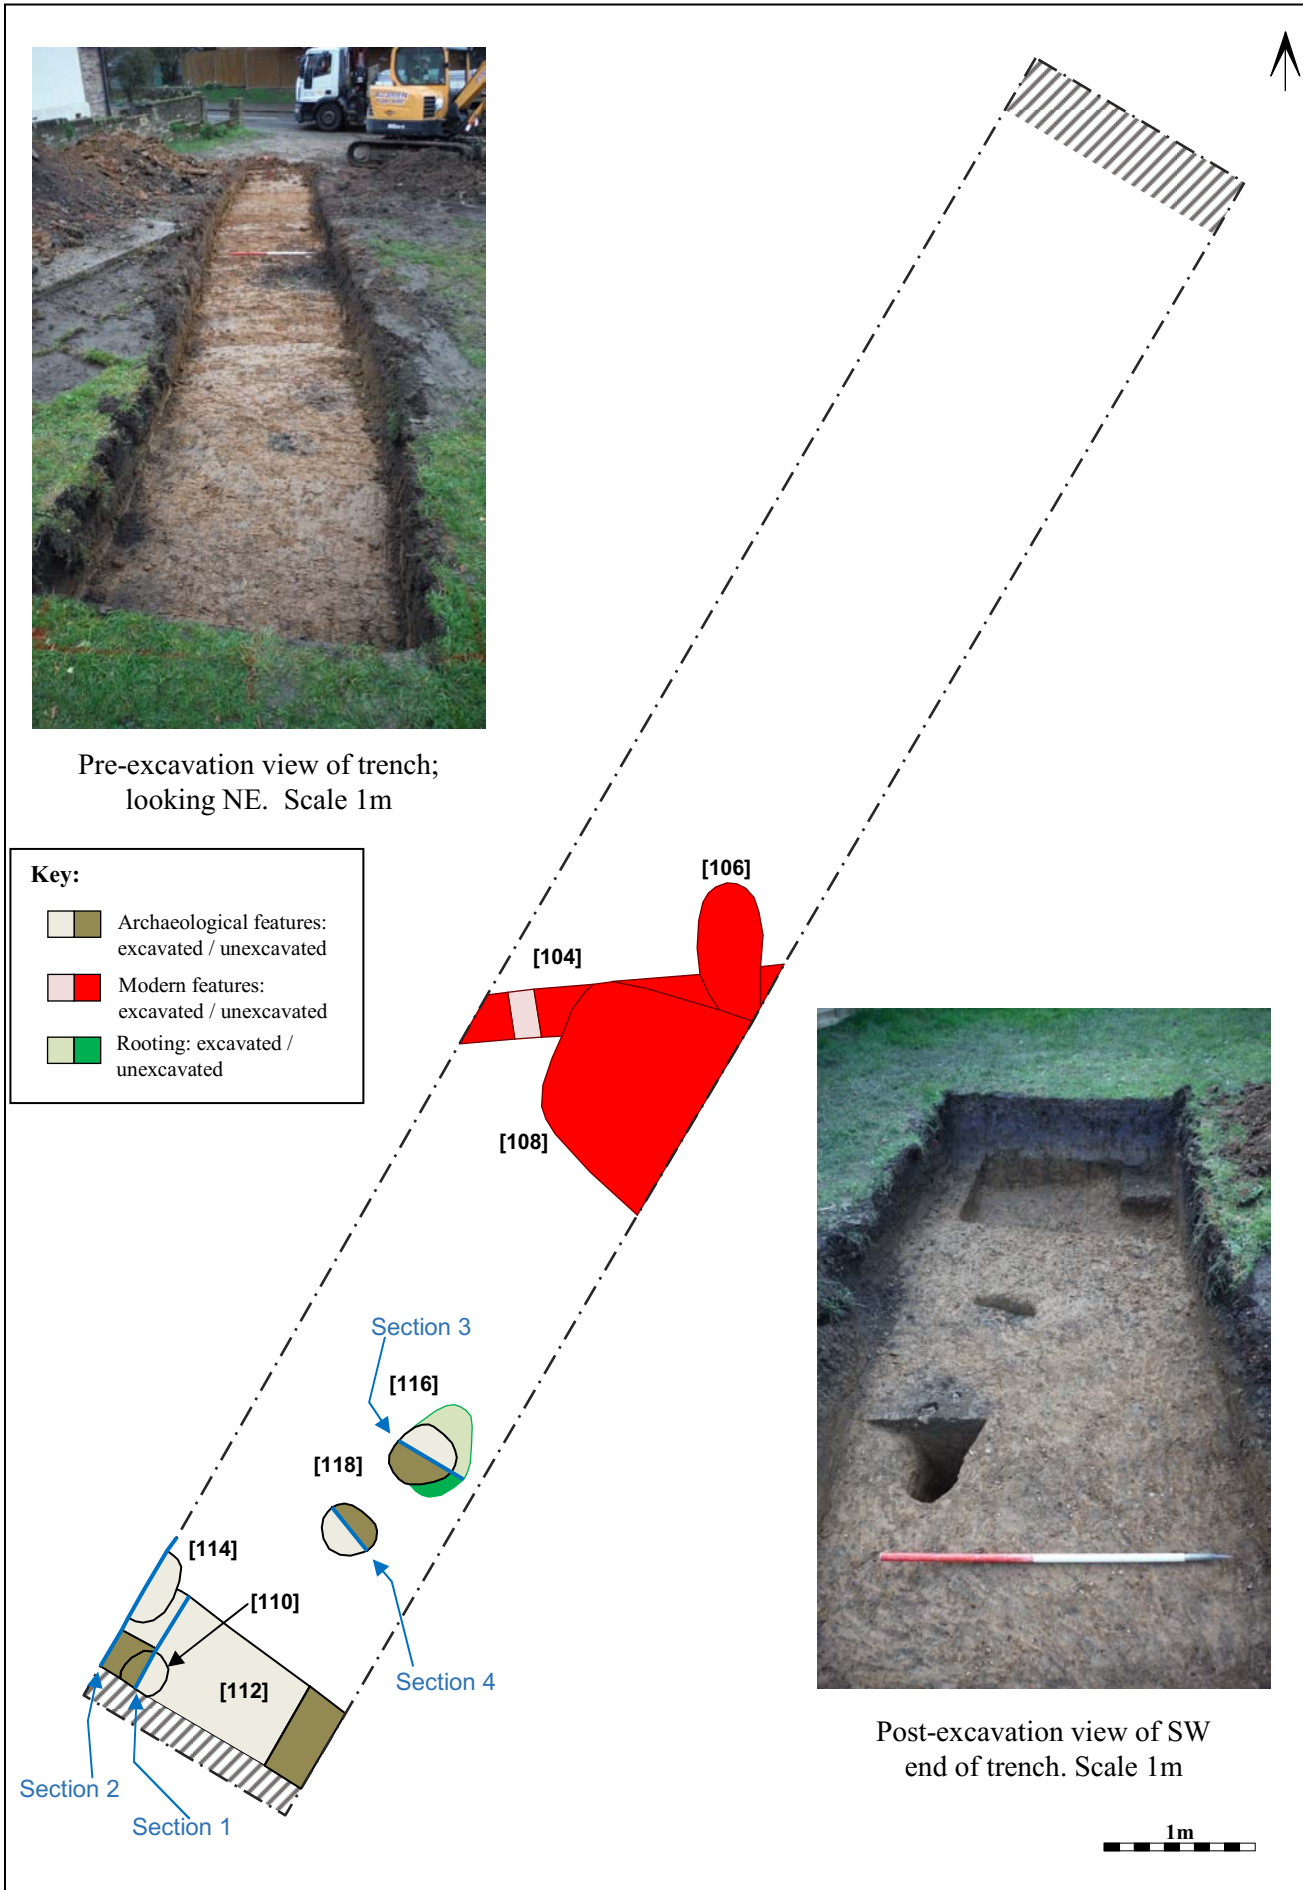 Pre-excavation view of trench;
looking NE. Scale 1m
Key:
Archaeological features:
excavated / unexcavated
Modern features:
excavated / unexcavated
Rooting: excavated /
unexcavated
[106]
[104]
[108]
Section 3
[116]
[118]
[114]
[110]
[112]
Section 4
Section 2
Section 1
Post-excavation view of SW
end of trench. Scale 1m
1m